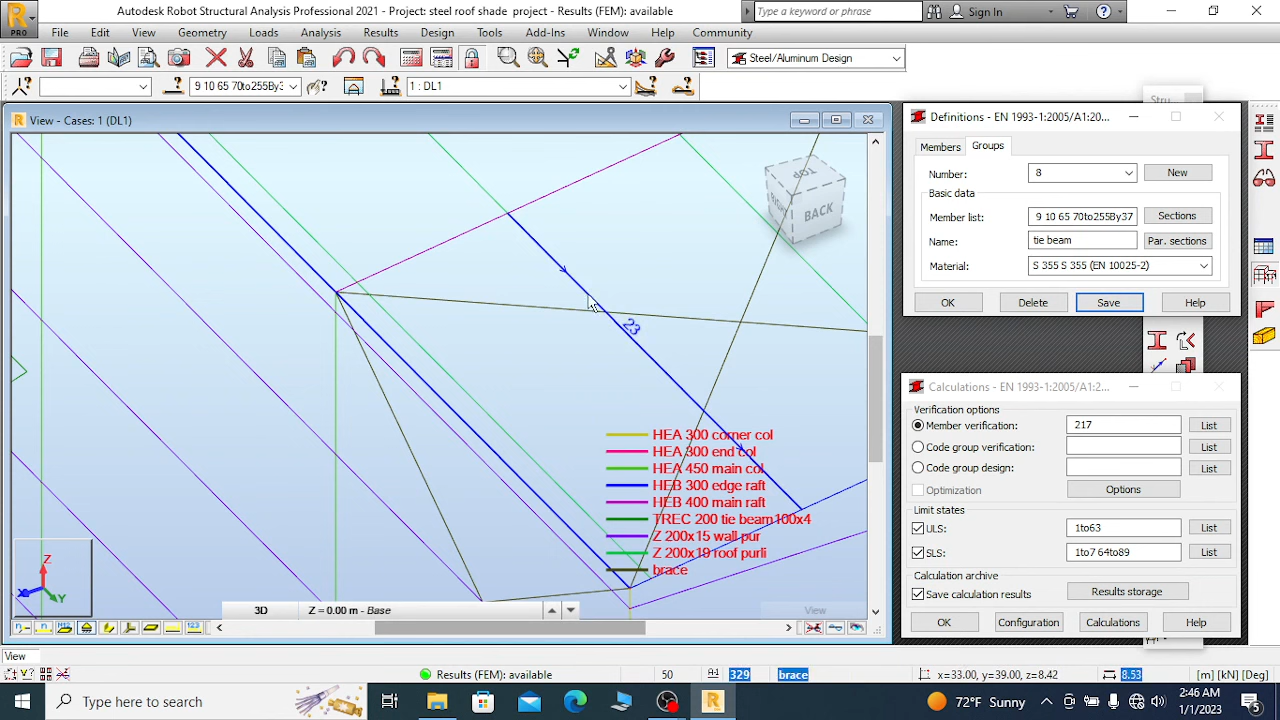 Autodesk Robot Structural Analysis Professional 2021 - Project: steel roof shade project - Results (FEM): available
Type a keyword or phrase
Sign In
PRO
File Edit View Geometry Loads Analysis Results Design Tools Add-Ins Window Help Community
Steel/Aluminum Design
9 10 65 70to255By3
1 : DL1
View - Cases: 1 (DL1)
TOP
RIGHT
BACK
23
HEA 300 corner col
HEA 300 end col
HEA 450 main col
HEB 300 edge raft
HEB 400 main raft
TREC 200 tie beam100x4
Z 200x15 wall pur
Z 200x19 roof purli
brace
Z
X
Y
3D
Z = 0.00 m - Base
View
Stru
Definitions - EN 1993-1:2005/A1:20...
Members Groups
Number: 8 New
Basic data
Member list: 9 10 65 70to255By37 Sections
Name: tie beam Par. sections
Material: S 355 S 355 (EN 10025-2)
OK Delete Save Help
Calculations - EN 1993-1:2005/A1:2...
Verification options
Member verification: 217 List
Code group verification: List
Code group design: List
Optimization Options
Limit states
ULS: 1to63 List
SLS: 1to7 64to89 List
Calculation archive
Save calculation results Results storage
OK Configuration Calculations Help
View
Results (FEM): available 50 329 brace x=33.00, y=39.00, z=8.42 8.53 [m] [kN] [Deg]
Type here to search
72°F Sunny
2:46 AM
1/1/2023
5